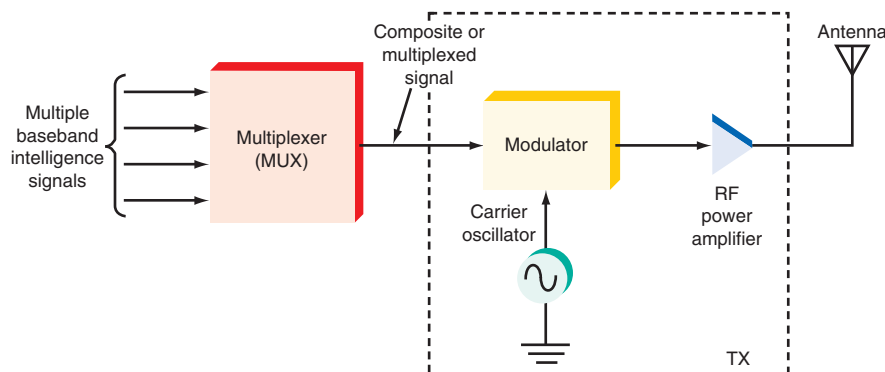 Multiple
baseband
intelligence
signals
Multiplexer
(MUX)
Composite or
multiplexed
signal
Modulator
Carrier
oscillator
RF
power
amplifier
Antenna
TX